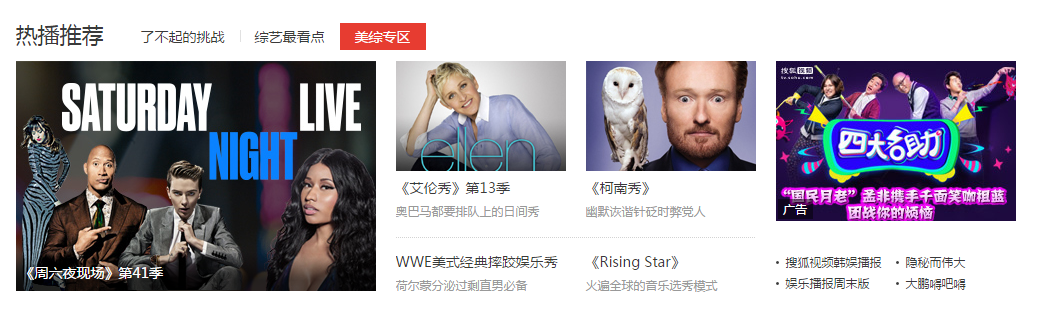 热播推荐
了不起的挑战
综艺最看点
美综专区
SATURDAY NIGHT LIVE
《周六夜现场》第41季
ellen
《艾伦秀》第13季
奥巴马都要排队上的日间秀
《柯南秀》
幽默诙谐针砭时弊党人
WWE美式经典摔跤娱乐秀
荷尔蒙分泌过剩直男必备
《Rising Star》
火遍全球的音乐选秀模式
搜狐视频
tv.sohu.com
四大名助
“国民月老”孟非携手千面笑咖祖蓝
团战你的烦恼
广告
• 搜狐视频韩娱播报
• 隐秘而伟大
• 娱乐播报周末版
• 大鹏嘚吧嘚